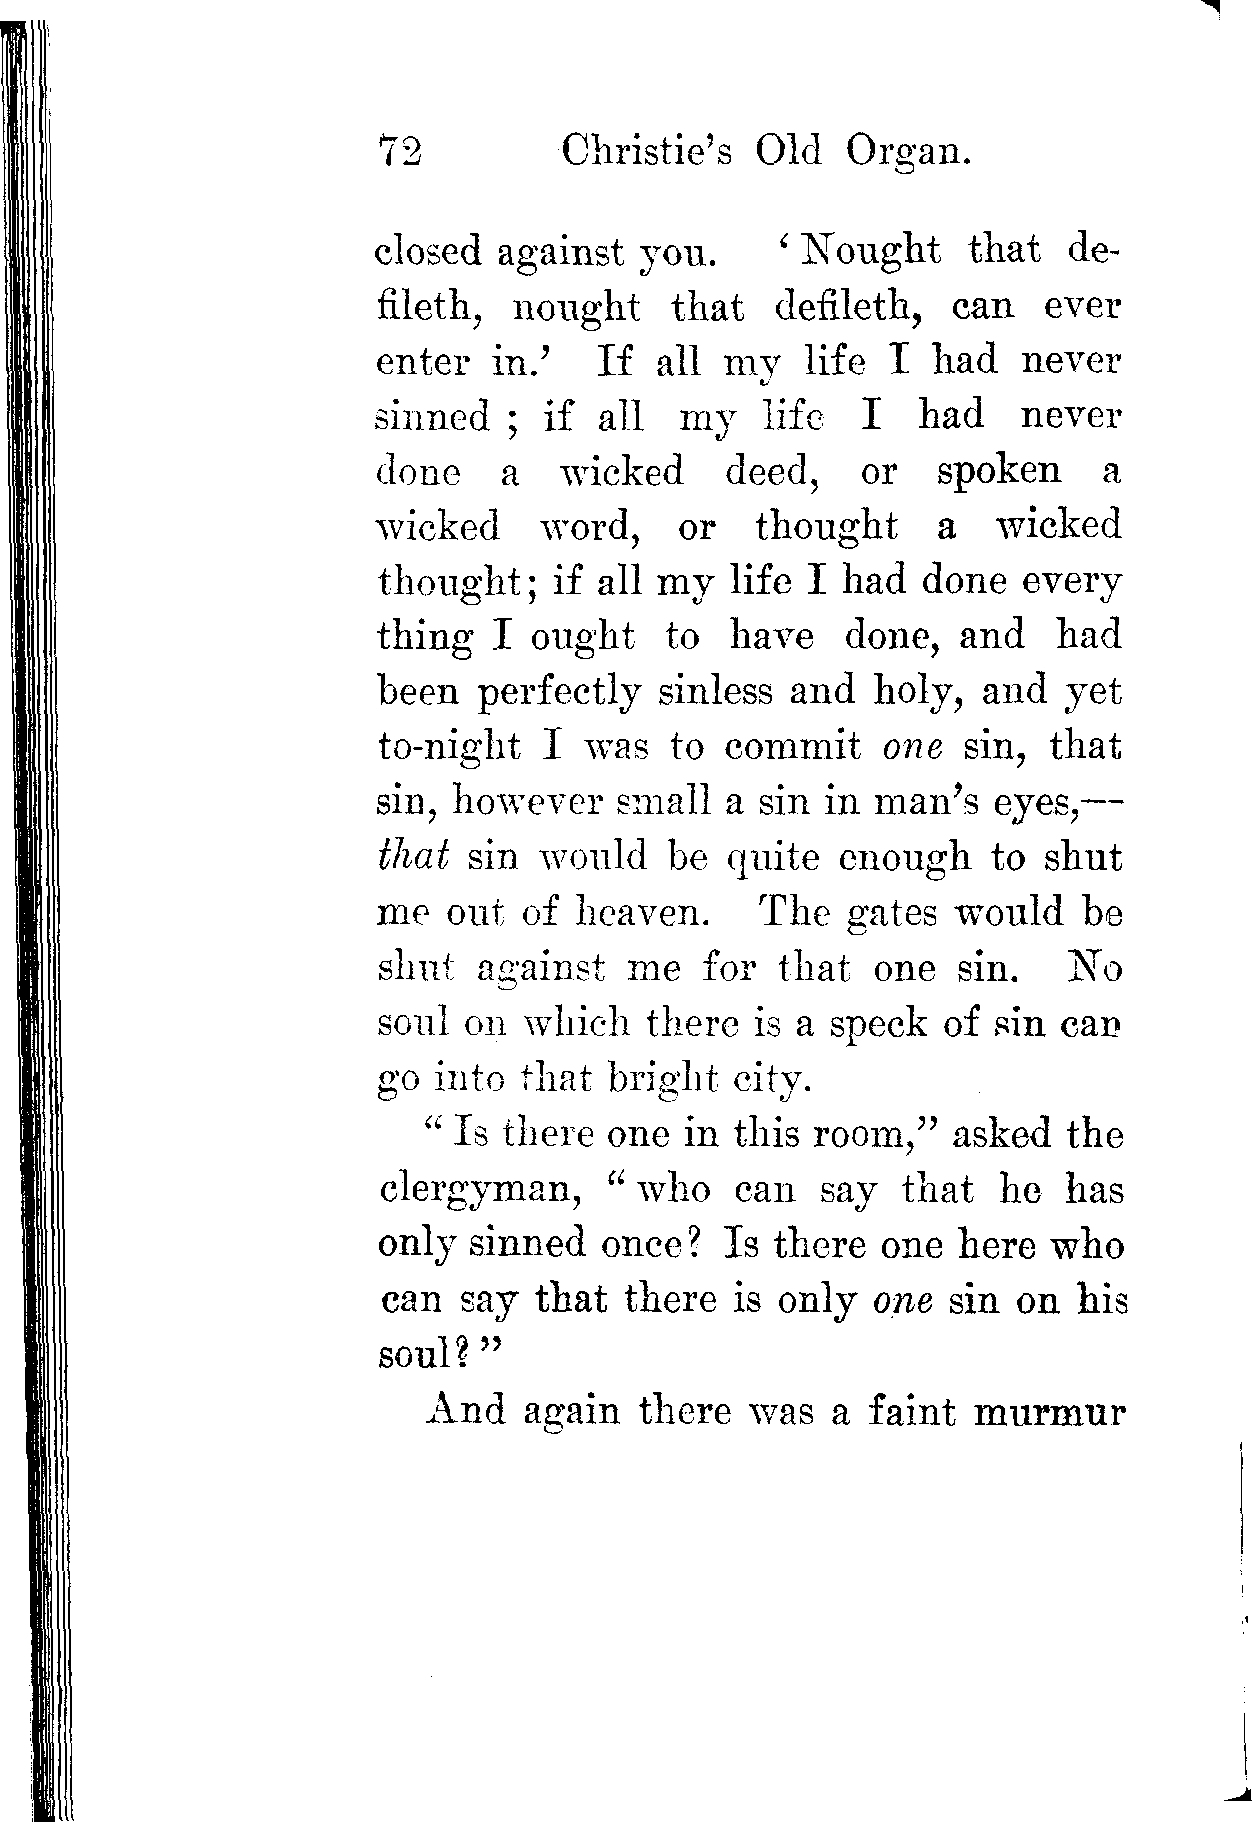 72 Christie's Old Organ.
closed against you. ‘Nought that de-
fileth, nought that defileth, can ever
enter in.’ If all my life I had never
sinned ; if all my life I had never
done a wicked deed, or spoken a
wicked word, or thought a wicked
thought; if all my life I had done every
thing I ought to have done, and had
been perfectly sinless and holy, and yet
to-night I was to commit one sin, that
sin, however small a sin in man's eyes,—
that sin would be quite enough to shut
me out of heaven. The gates would be
shut against me for that one sin. No
soul on which there is a speck of sin can
go into that bright city.
“Is there one in this room,” asked the
clergyman, “who can say that he has
only sinned once? Is there one here who
can say that there is only one sin on his
soul?”
And again there was a faint murmur